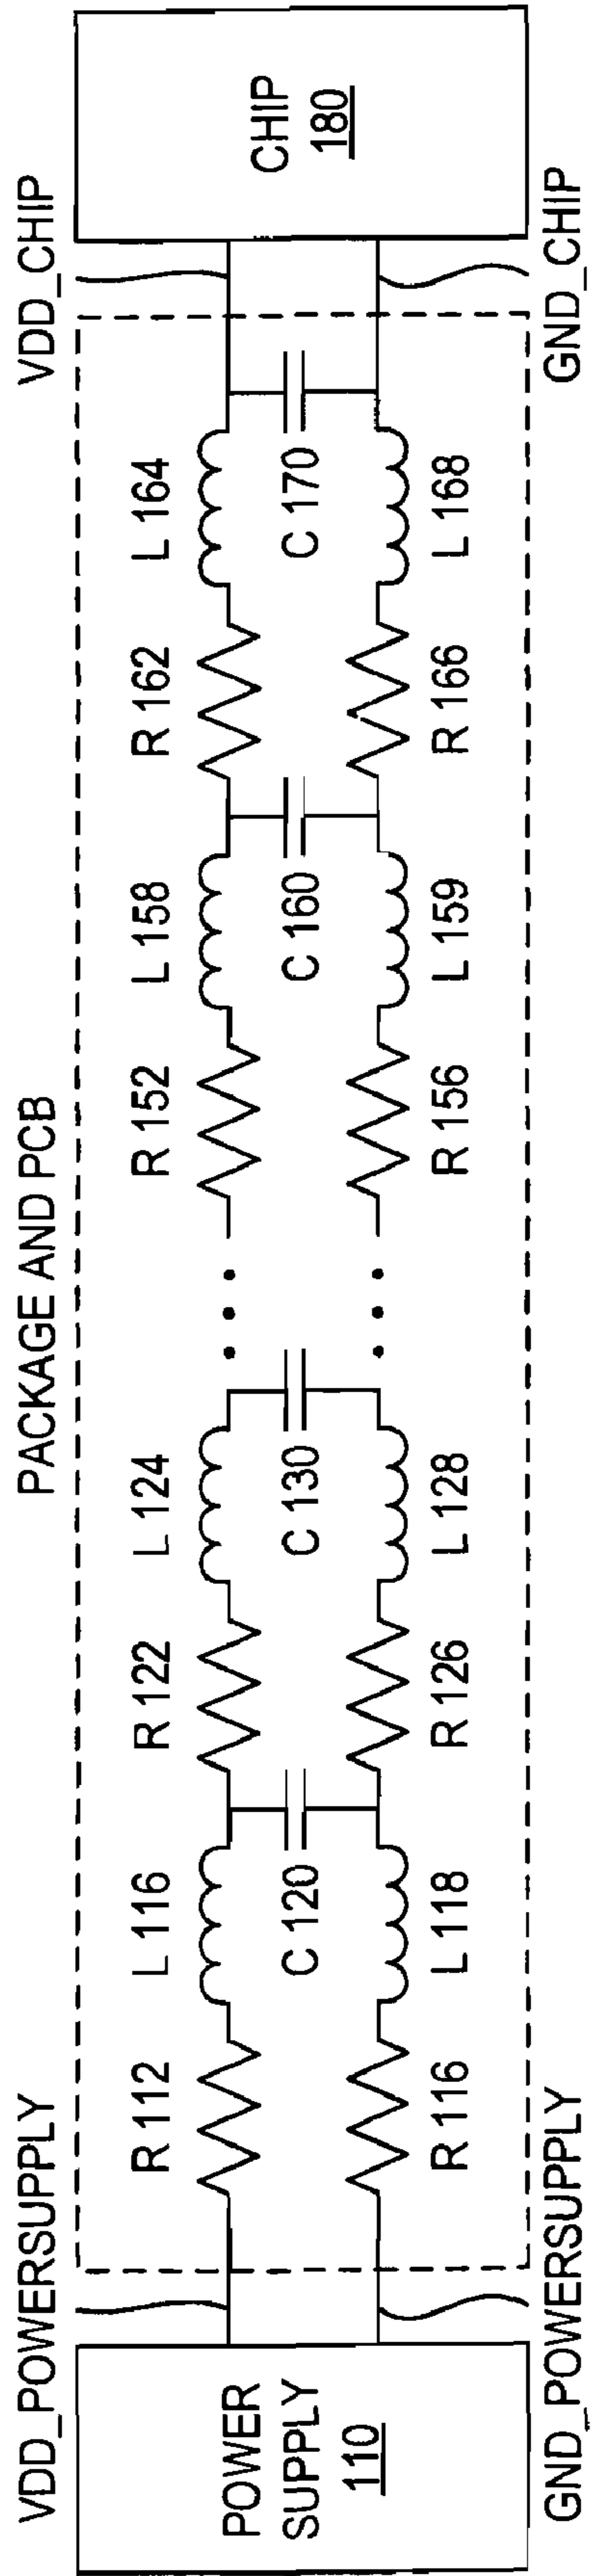 PACKAGE AND PCB
VDD_POWERSUPPLY
VDD_CHIP
R 112
L 116
R 122
L 124
R 152
L 158
R 162
L 164
POWER
SUPPLY
110
C 120
C 130
C 160
C 170
CHIP
180
R 116
L 118
R 126
L 128
R 156
L 159
R 166
L 168
GND_POWERSUPPLY
GND_CHIP